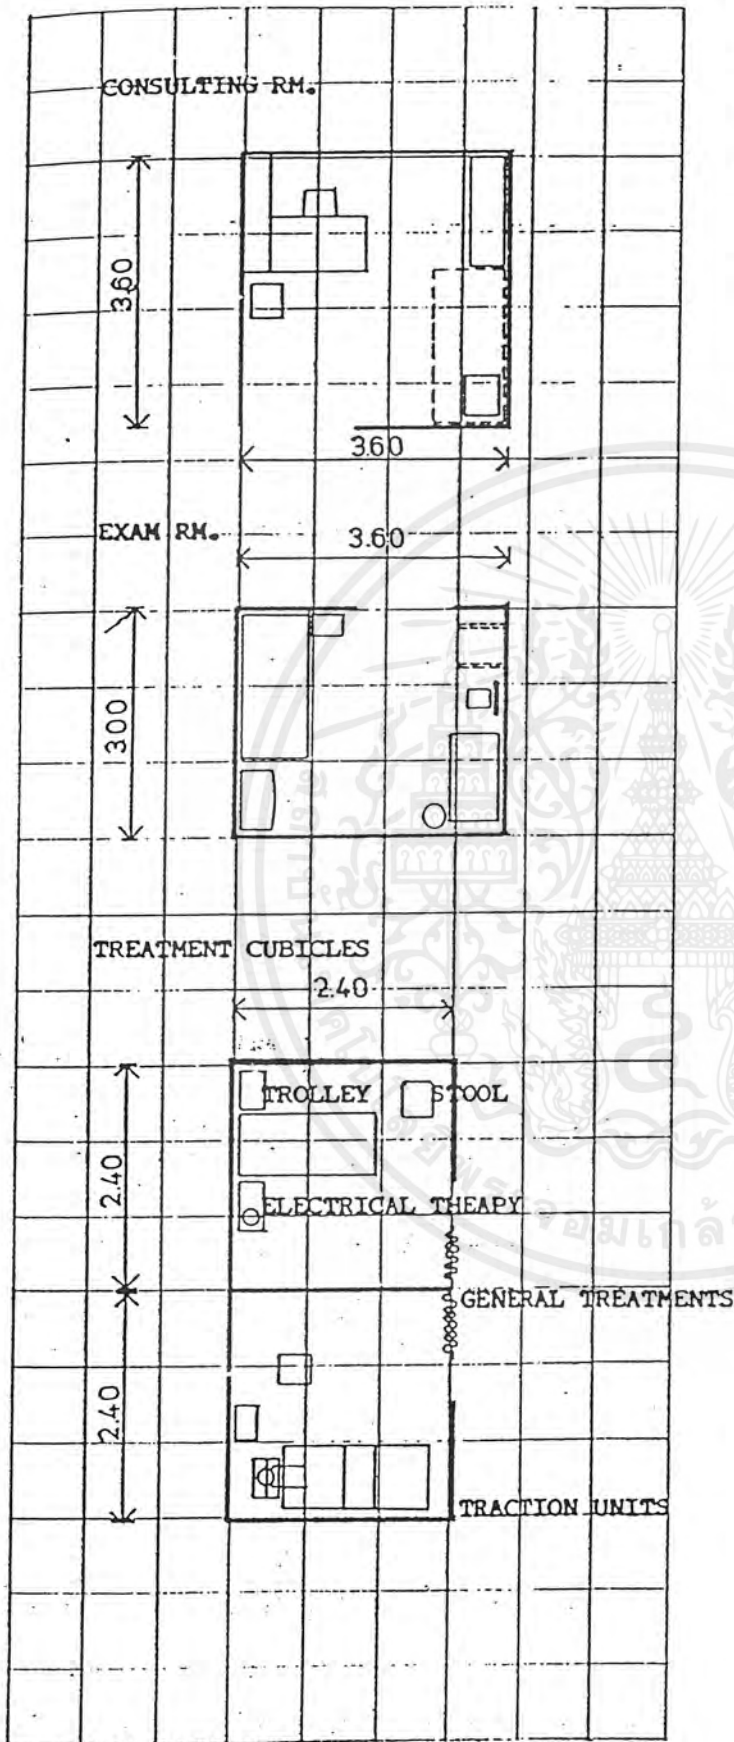 CONSULTING RM.
3.60
3.60
EXAM RM.
3.60
3.00
TREATMENT CUBICLES
2.40
TROLLEY STOOL
2.40
ELECTRICAL THEAPY
GENERAL TREATMENTS
2.40
TRACTION UNITS